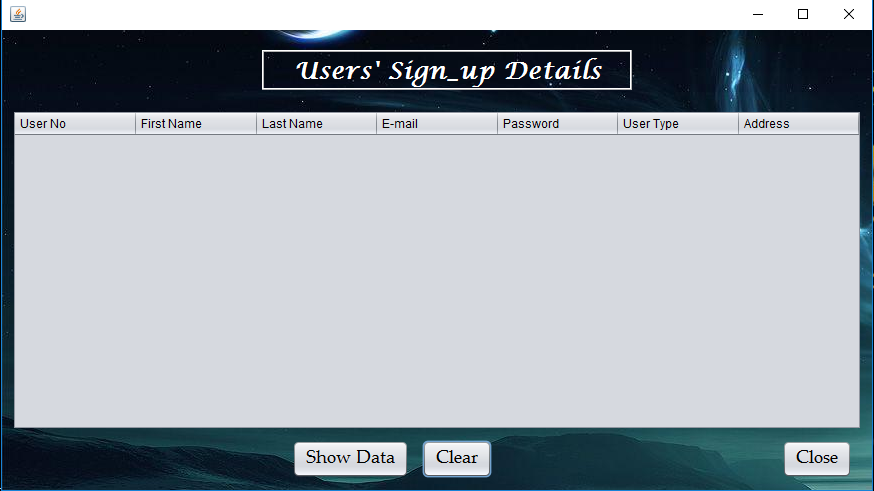 Users' Sign_up Details
User No First Name Last Name E-mail Password User Type Address
Show Data Clear Close